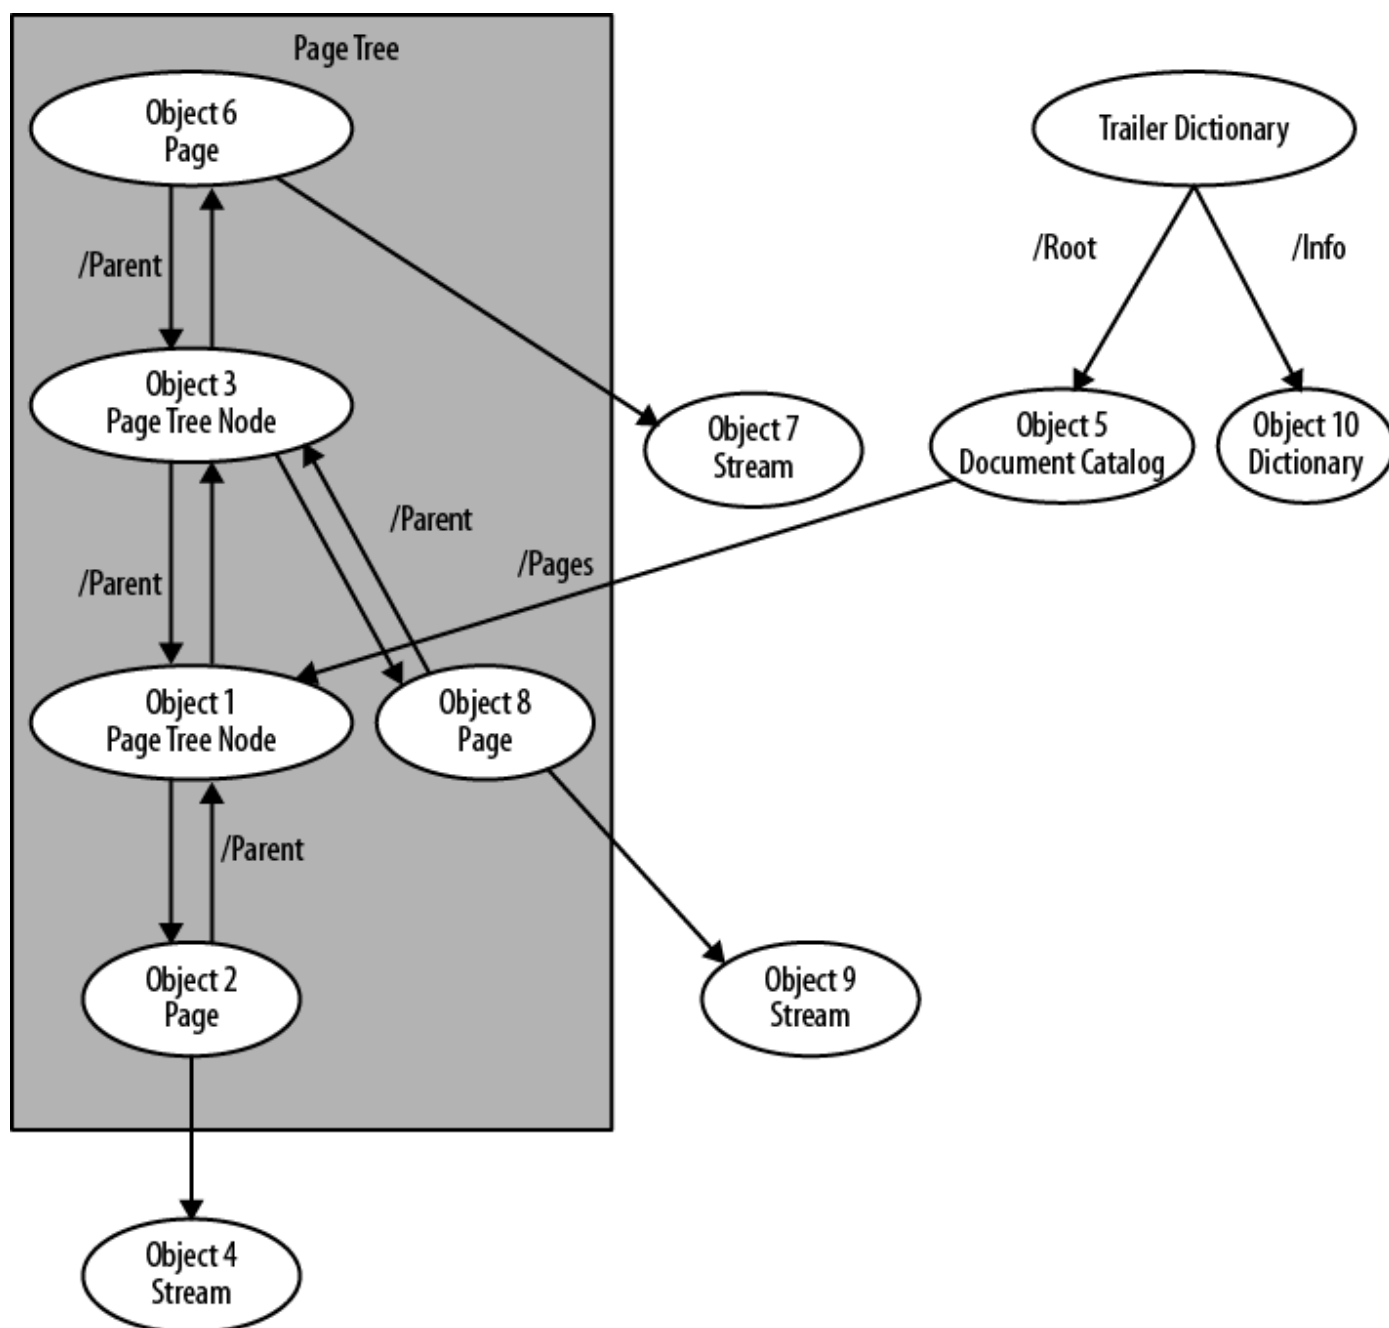 Page Tree
Object 6
Page
Trailer Dictionary
/Parent
/Root
/Info
Object 3
Page Tree Node
Object 7
Stream
Object 5
Document Catalog
Object 10
Dictionary
/Parent
/Pages
/Parent
Object 1
Page Tree Node
Object 8
Page
/Parent
Object 2
Page
Object 9
Stream
Object 4
Stream